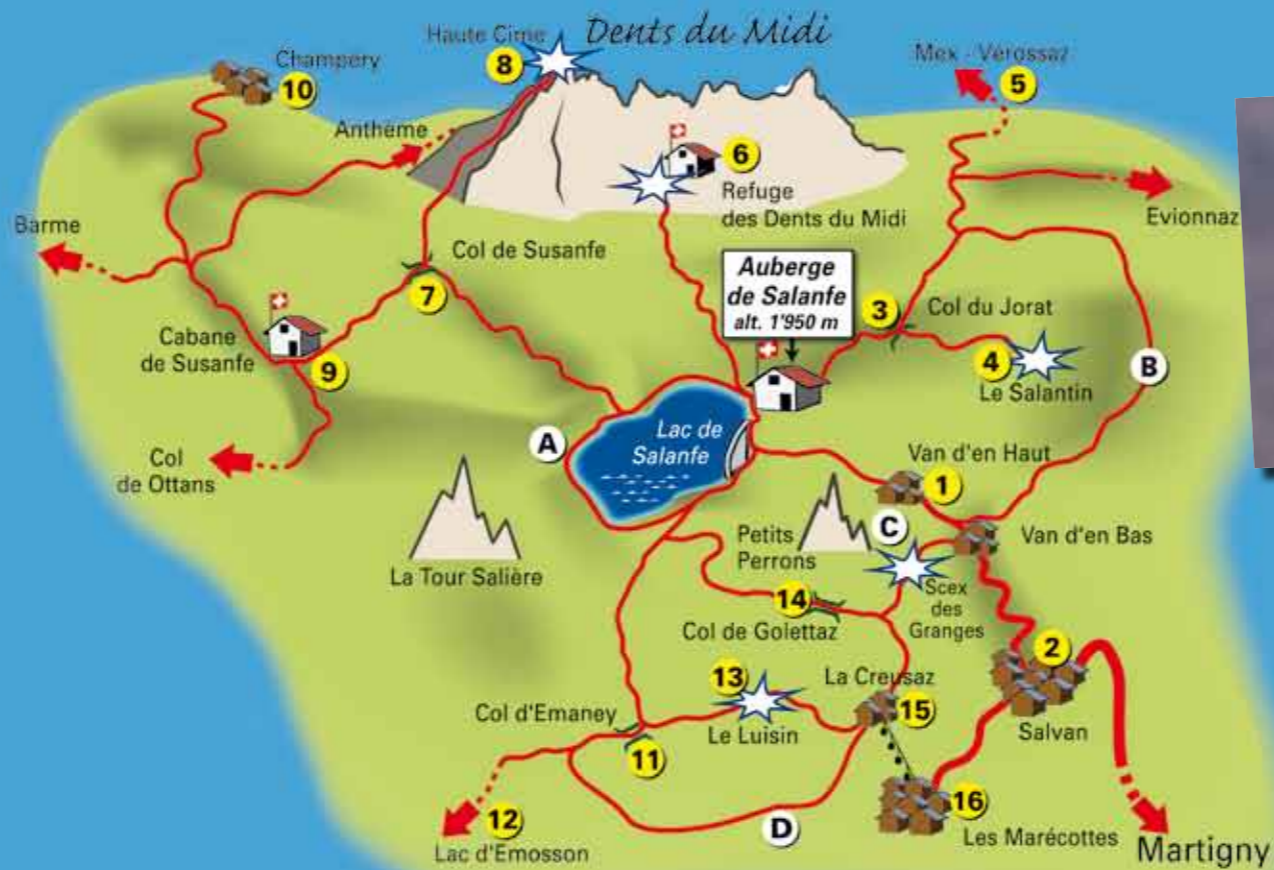 Dents du Midi
Haute Cime
8
Champéry
10
Mex - Vérossaz
5
Anthème
6
Refuge
des Dents du Midi
Evionnaz
Barme
Col de Susanfe
7
Auberge
de Salanfe
alt. 1'950 m
3
Col du Jorat
4
Le Salantin
B
Cabane
de Susanfe
9
A
Lac de
Salanfe
Col
de Ottans
Van d'en Haut
1
C
Van d'en Bas
La Tour Salière
Petits
Perrons
Scex
des
Granges
14
Col de Golettaz
2
Salvan
13
Le Luisin
La Creusaz
15
Col d'Emaney
11
16
Les Marécottes
12
Lac d'Emosson
D
Martigny